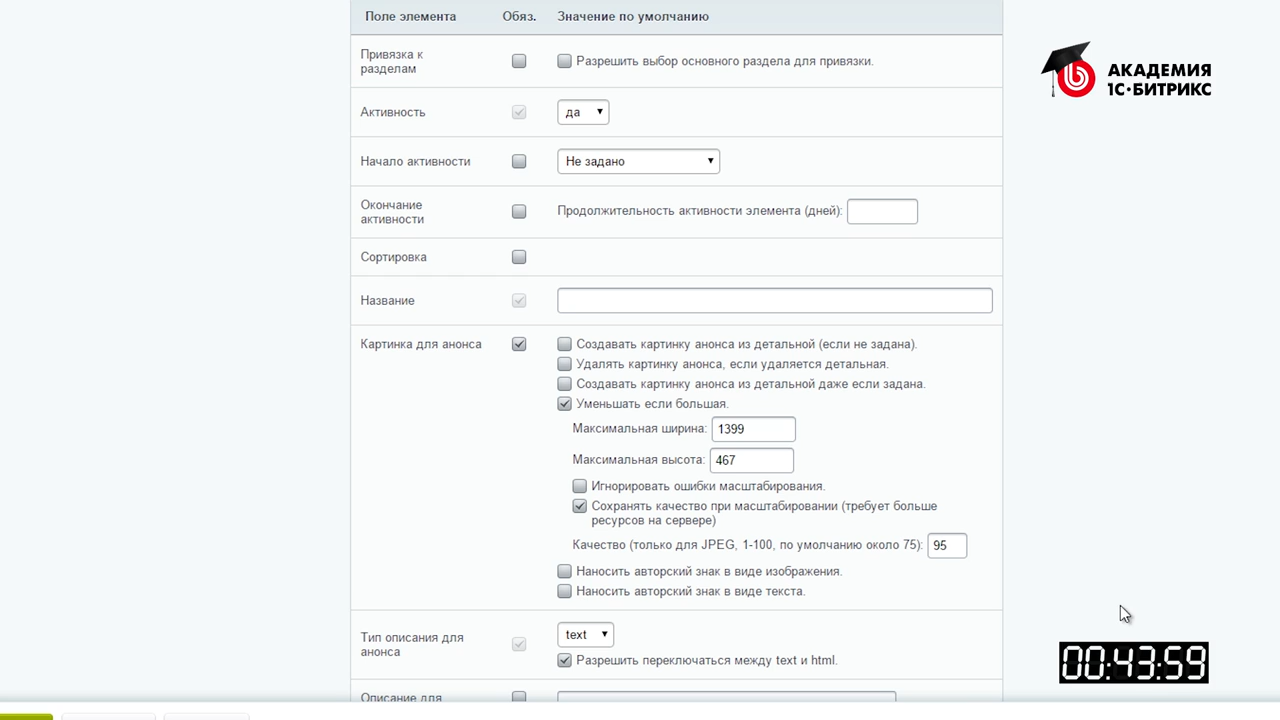 Поле элемента Обяз. Значение по умолчанию
Привязка к
разделам
Разрешить выбор основного раздела для привязки.
АКАДЕМИЯ
1С·БИТРИКС
Активность да
Начало активности Не задано
Окончание
активности
Продолжительность активности элемента (дней):
Сортировка
Название
Картинка для анонса Создавать картинку анонса из детальной (если не задана).
Удалять картинку анонса, если удаляется детальная.
Создавать картинку анонса из детальной даже если задана.
Уменьшать если большая.
Максимальная ширина: 1399
Максимальная высота: 467
Игнорировать ошибки масштабирования.
Сохранять качество при масштабировании (требует больше
ресурсов на сервере)
Качество (только для JPEG, 1-100, по умолчанию около 75): 95
Наносить авторский знак в виде изображения.
Наносить авторский знак в виде текста.
Тип описания для
анонса
text
Разрешить переключаться между text и html.
00:43:59
Описание для